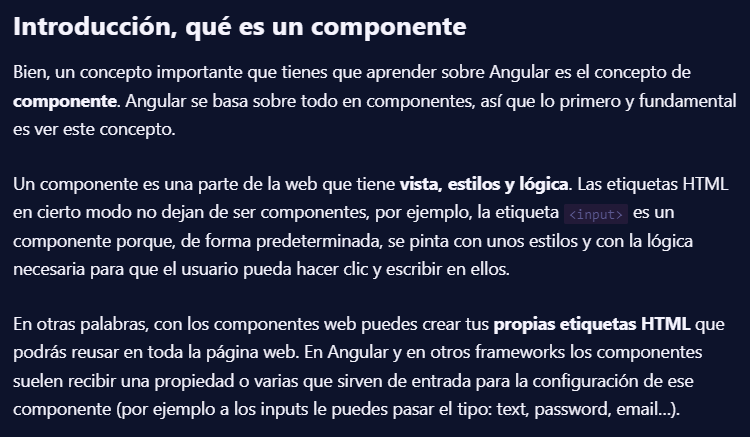 Introducción, qué es un componente
Bien, un concepto importante que tienes que aprender sobre Angular es el concepto de
componente. Angular se basa sobre todo en componentes, así que lo primero y fundamental
es ver este concepto.
Un componente es una parte de la web que tiene vista, estilos y lógica. Las etiquetas HTML
en cierto modo no dejan de ser componentes, por ejemplo, la etiqueta <input> es un
componente porque, de forma predeterminada, se pinta con unos estilos y con la lógica
necesaria para que el usuario pueda hacer clic y escribir en ellos.
En otras palabras, con los componentes web puedes crear tus propias etiquetas HTML que
podrás reusar en toda la página web. En Angular y en otros frameworks los componentes
suelen recibir una propiedad o varias que sirven de entrada para la configuración de ese
componente (por ejemplo a los inputs le puedes pasar el tipo: text, password, email...).